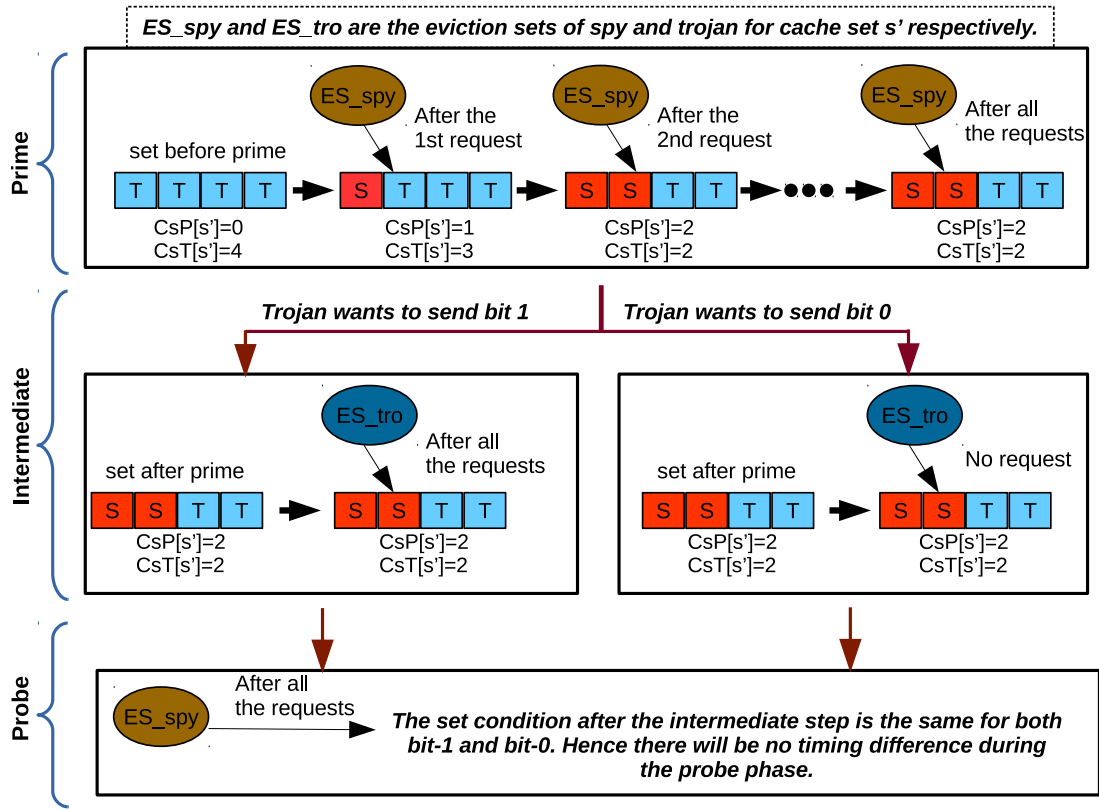 ES_spy and ES_tro are the eviction sets of spy and trojan for cache set s' respectively.
Prime
ES_spy
ES_spy
ES_spy
After the
1st request
After the
2nd request
After all
the requests
set before prime
T T T T
S T T T
S S T T
S S T T
CsP[s']=0
CsT[s']=4
CsP[s']=1
CsT[s']=3
CsP[s']=2
CsT[s']=2
CsP[s']=2
CsT[s']=2
Intermediate
Trojan wants to send bit 1
Trojan wants to send bit 0
ES_tro
After all
the requests
set after prime
S S T T
S S T T
CsP[s']=2
CsT[s']=2
CsP[s']=2
CsT[s']=2
ES_tro
No request
set after prime
S S T T
S S T T
CsP[s']=2
CsT[s']=2
CsP[s']=2
CsT[s']=2
Probe
ES_spy
After all
the requests
The set condition after the intermediate step is the same for both
bit-1 and bit-0. Hence there will be no timing difference during
the probe phase.